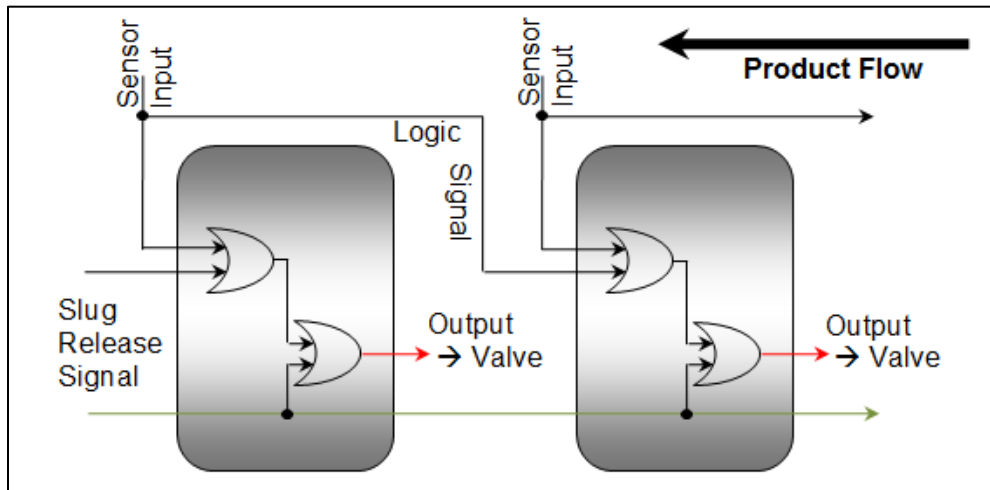 Sensor
Input
Sensor
Input
Product Flow
Logic
Signal
Slug
Release
Signal
Output
→ Valve
Output
→ Valve